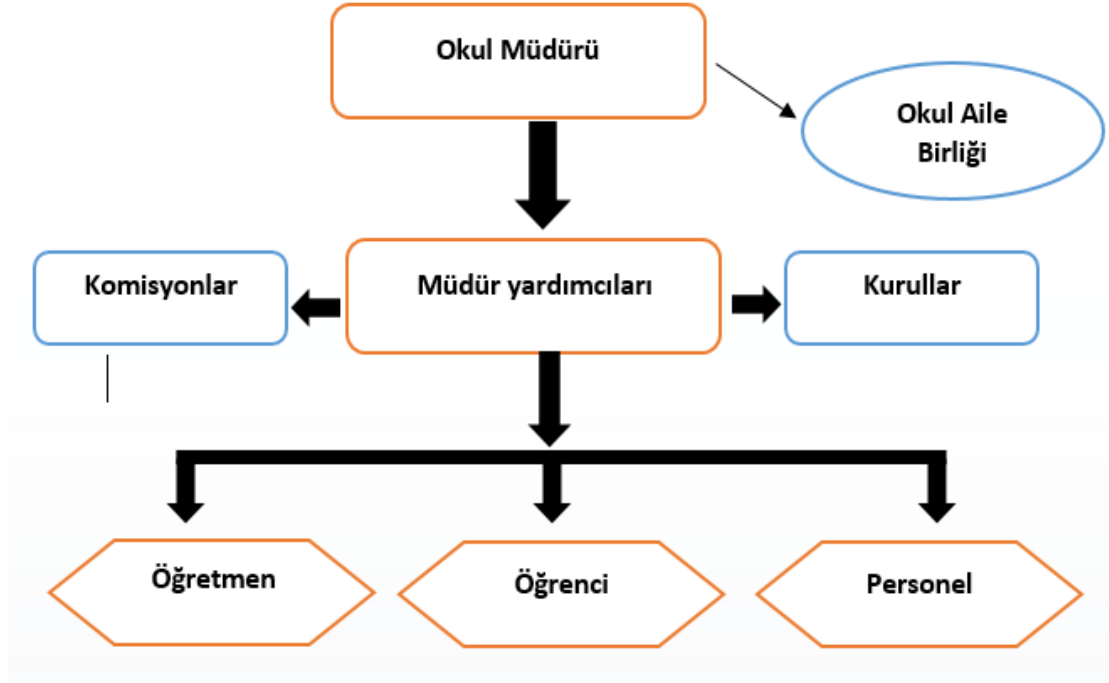 Okul Müdürü
Okul Aile
Birliği
Komisyonlar
Müdür yardımcıları
Kurullar
Öğretmen
Öğrenci
Personel